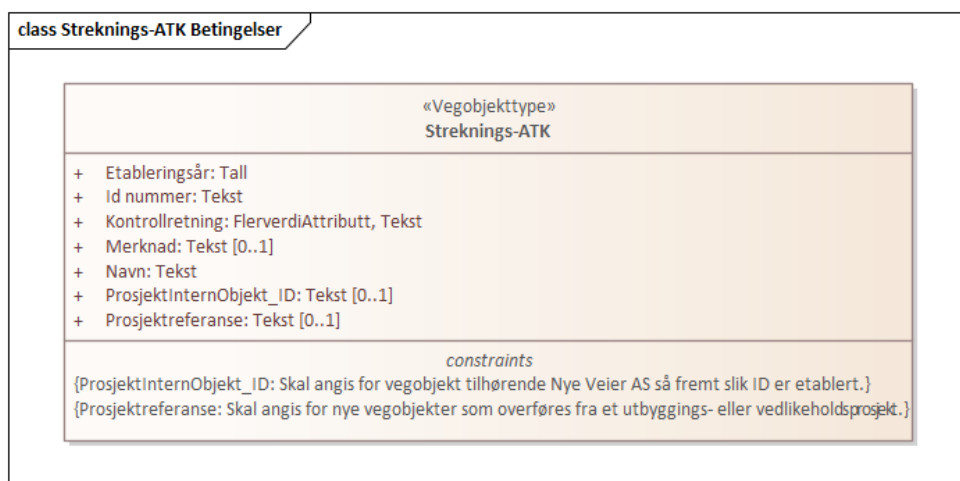 class Streknings-ATK Betingelser
«Vegobjekttype»
Streknings-ATK
+ Etableringsår: Tall
+ Id nummer: Tekst
+ Kontrollretning: FlerverdiAttributt, Tekst
+ Merknad: Tekst [0..1]
+ Navn: Tekst
+ ProsjektInternObjekt_ID: Tekst [0..1]
+ Prosjektreferanse: Tekst [0..1]
constraints
{ProsjektInternObjekt_ID: Skal angis for vegobjekt tilhørende Nye Veier AS så fremt slik ID er etablert.}
{Prosjektreferanse: Skal angis for nye vegobjekter som overføres fra et utbyggings- eller vedlikeholdsprosjekt.}